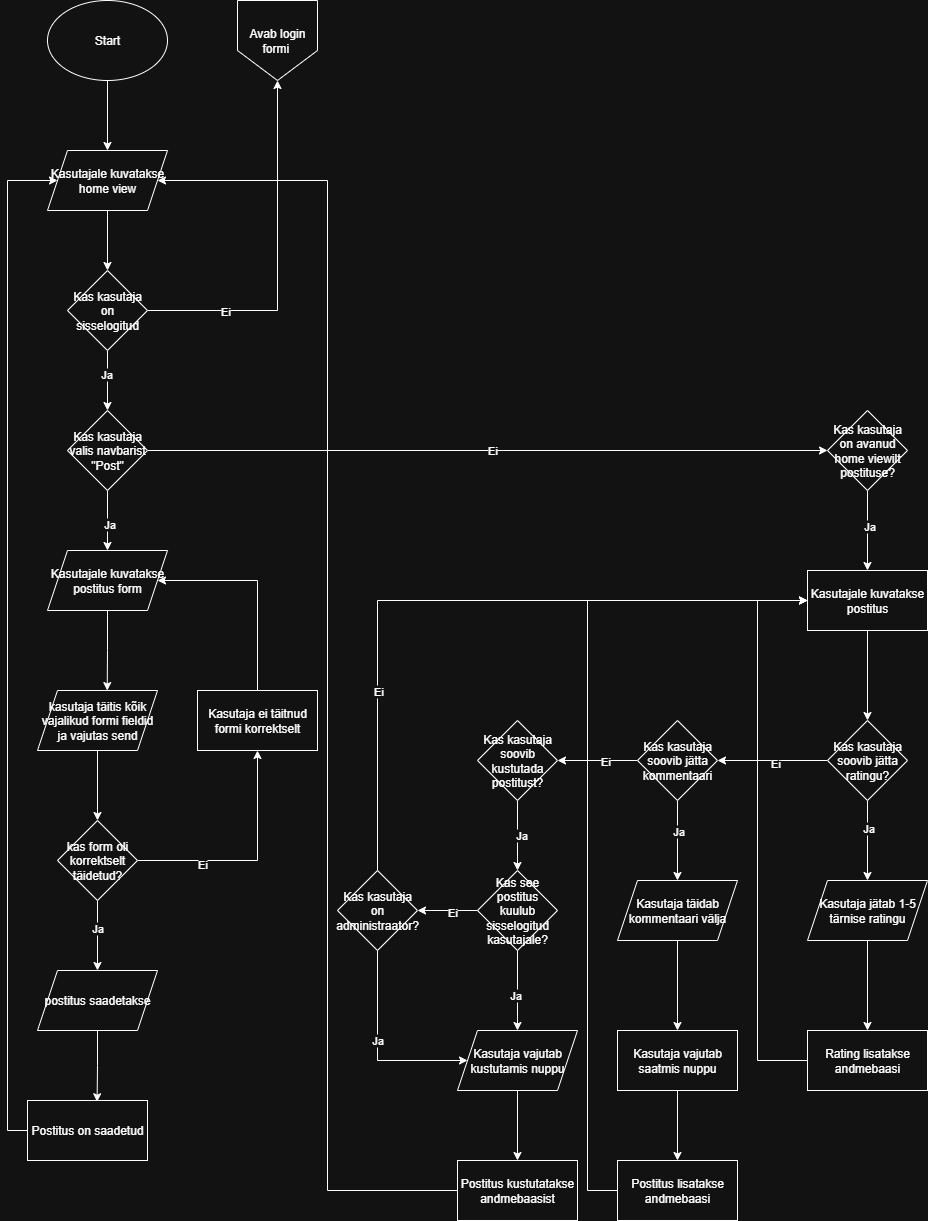 Start
Avab login
formi
Kasutajale kuvatakse
home view
Kas kasutaja
on
sisselogitud
Ei
Ja
Kas kasutaja
valis navbarist
"Post"
Ei
Kas kasutaja
on avanud
home viewilt
postituse?
Ja
Ja
Kasutajale kuvatakse
postitus form
Kasutajale kuvatakse
postitus
kasutaja täitis kõik
vajalikud formi fieldid
ja vajutas send
Kasutaja ei täitnud
formi korrektselt
Ei
Kas kasutaja
soovib
kustutada
postitust?
Ei
Kas kasutaja
soovib jätta
kommentaari
Ei
Kas kasutaja
soovib jätta
ratingu?
Ja
Ja
Ja
kas form oli
korrektselt
täidetud?
Ei
Kas kasutaja
on
administraator?
Ei
Kas see
postitus
kuulub
sisselogitud
kasutajale?
Kasutaja täidab
kommentaari välja
Kasutaja jätab 1-5
tärnise ratingu
Ja
Ja
Ja
postitus saadetakse
Kasutaja vajutab
kustutamis nuppu
Kasutaja vajutab
saatmis nuppu
Rating lisatakse
andmebaasi
Postitus on saadetud
Postitus kustutatakse
andmebaasist
Postitus lisatakse
andmebaasi